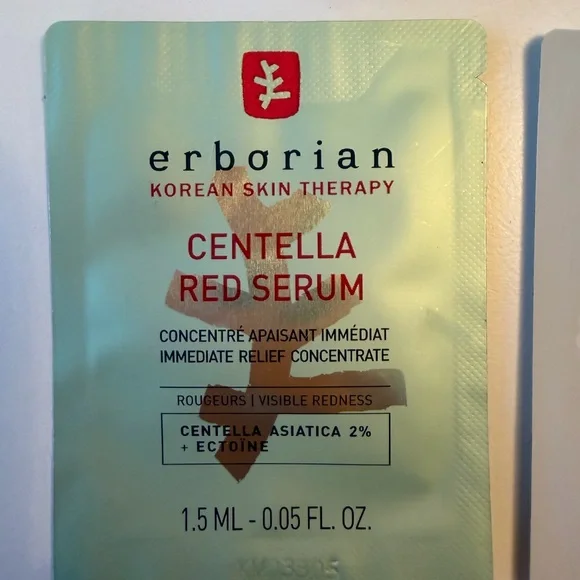 erborian
KOREAN SKIN THERAPY
CENTELLA
RED SERUM
CONCENTRÉ APAISANT IMMÉDIAT
IMMEDIATE RELIEF CONCENTRATE
ROUGEURS | VISIBLE REDNESS
CENTELLA ASIATICA 2%
+ ECTOÏNE
1.5 ML - 0.05 FL. OZ.